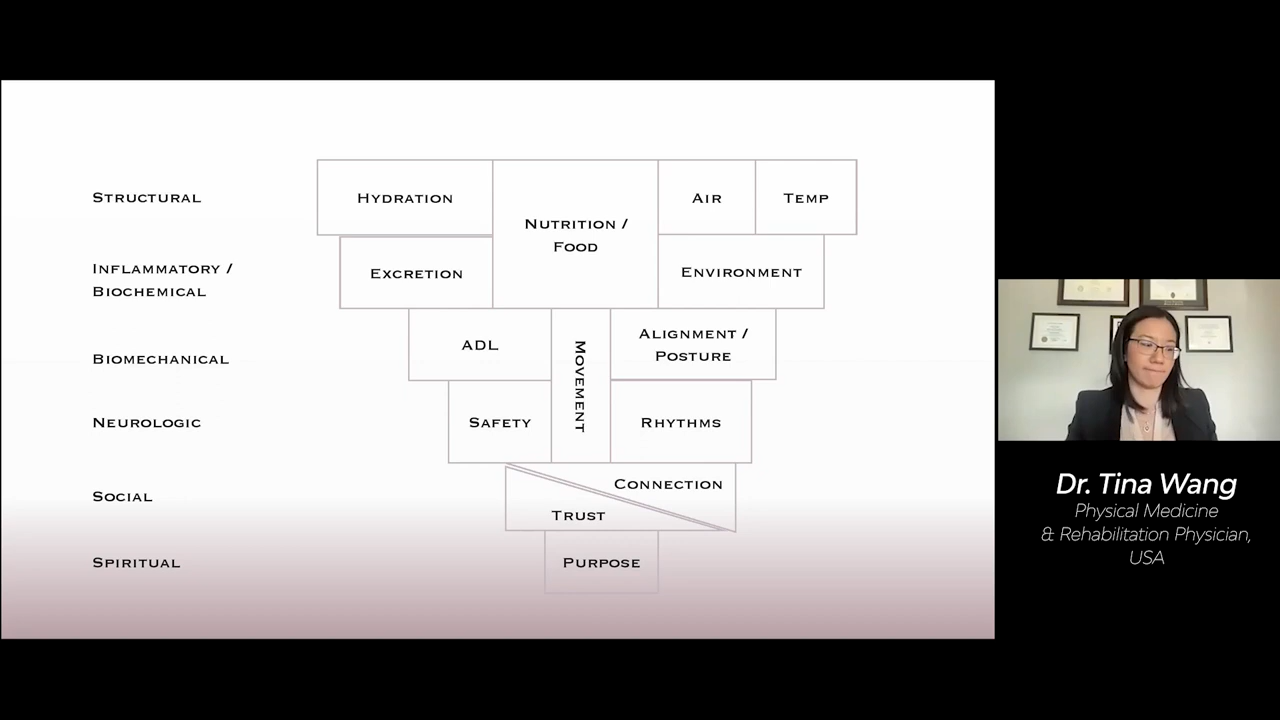 STRUCTURAL
HYDRATION
NUTRITION /
FOOD
AIR
TEMP
INFLAMMATORY /
BIOCHEMICAL
EXCRETION
ENVIRONMENT
BIOMECHANICAL
ADL
MOVEMENT
ALIGNMENT /
POSTURE
NEUROLOGIC
SAFETY
RHYTHMS
SOCIAL
CONNECTION
TRUST
SPIRITUAL
PURPOSE
Dr. Tina Wang
Physical Medicine
& Rehabilitation Physician,
USA